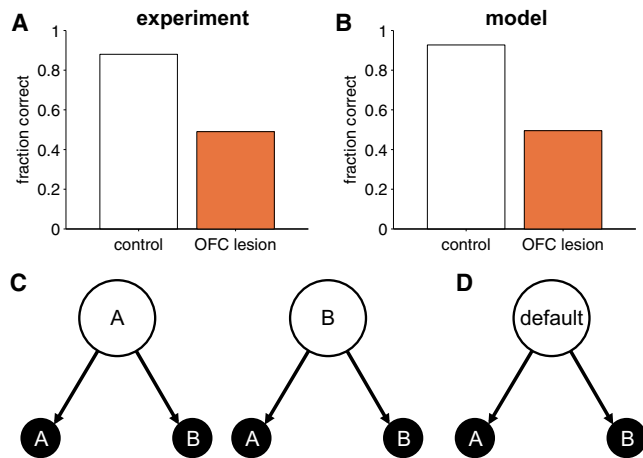 A experiment
B model
fraction correct
1
0.8
0.6
0.4
0.2
0
control OFC lesion
fraction correct
1
0.8
0.6
0.4
0.2
0
control OFC lesion
C
D
A
B
default
A B
A B
A B